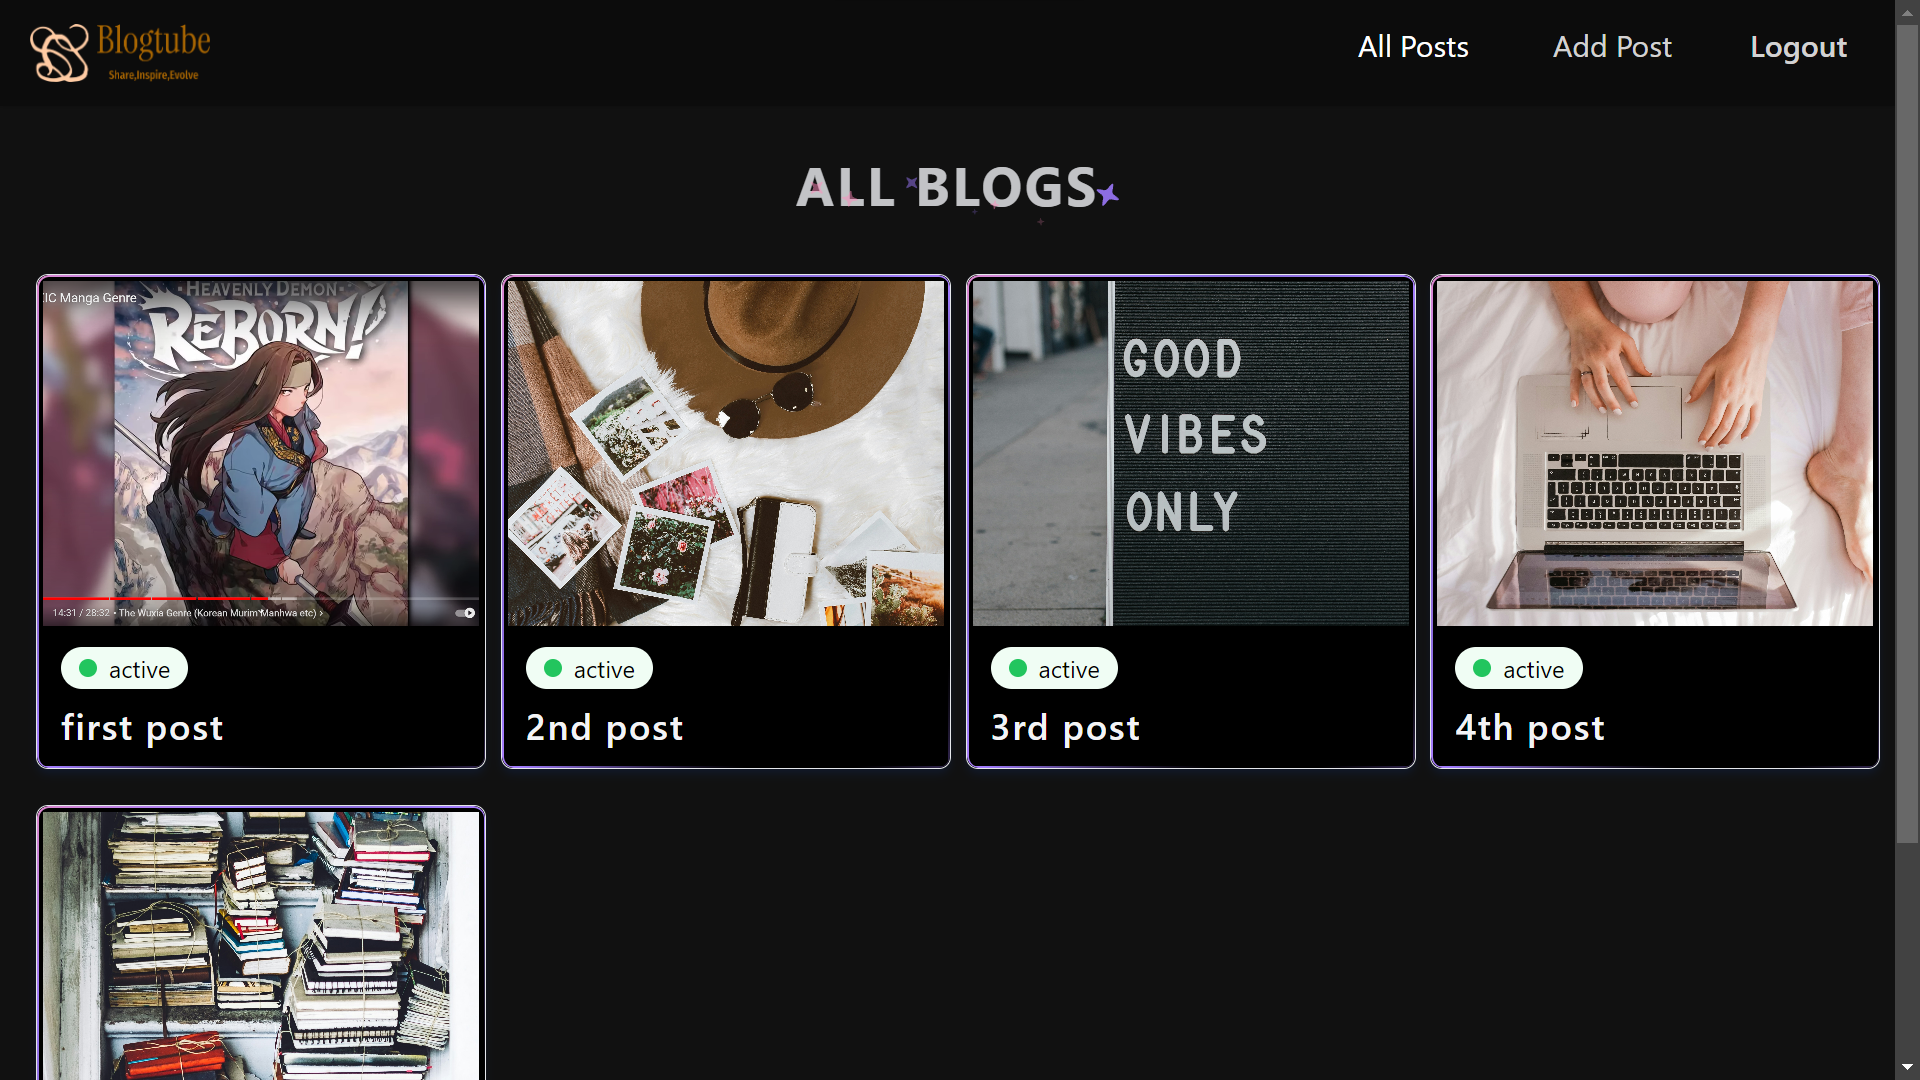 Blogtube
Share,Inspire,Evolve
All Posts
Add Post
Logout
ALL BLOGS
IC Manga Genre
HEAVENLY DEMON
REBORN!
14:31 / 28:32 • The Wuxia Genre (Korean Murim Manhwa etc) ›
GOOD
VIBES
ONLY
active
active
active
active
first post
2nd post
3rd post
4th post